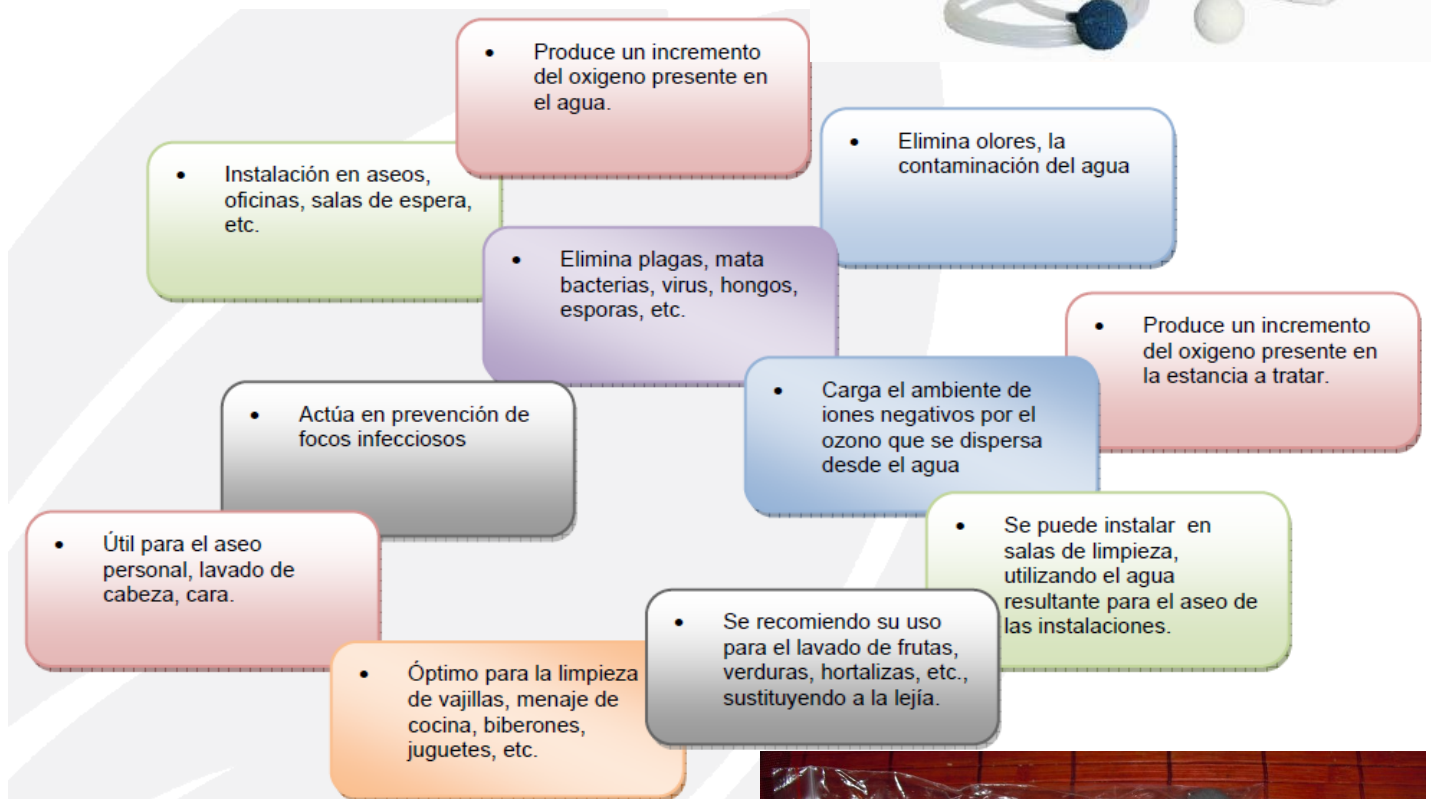 • Produce un incremento
del oxigeno presente en
el agua.
• Elimina olores, la
contaminación del agua
• Instalación en aseos,
oficinas, salas de espera,
etc.
• Elimina plagas, mata
bacterias, virus, hongos,
esporas, etc.
• Produce un incremento
del oxigeno presente en
la estancia a tratar.
• Carga el ambiente de
iones negativos por el
ozono que se dispersa
desde el agua
• Actúa en prevención de
focos infecciosos
• Se puede instalar en
salas de limpieza,
utilizando el agua
resultante para el aseo de
las instalaciones.
• Útil para el aseo
personal, lavado de
cabeza, cara.
• Se recomiendo su uso
para el lavado de frutas,
verduras, hortalizas, etc.,
sustituyendo a la lejía.
• Óptimo para la limpieza
de vajillas, menaje de
cocina, biberones,
juguetes, etc.